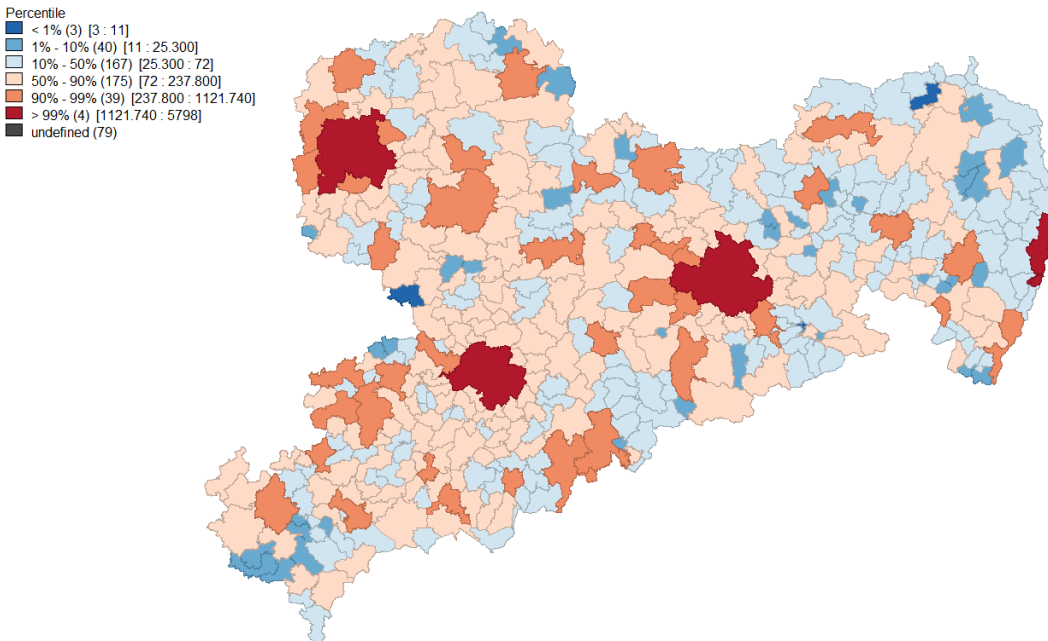 Percentile
< 1% (3) [3 : 11]
1% - 10% (40) [11 : 25.300]
10% - 50% (167) [25.300 : 72]
50% - 90% (175) [72 : 237.800]
90% - 99% (39) [237.800 : 1121.740]
> 99% (4) [1121.740 : 5798]
undefined (79)